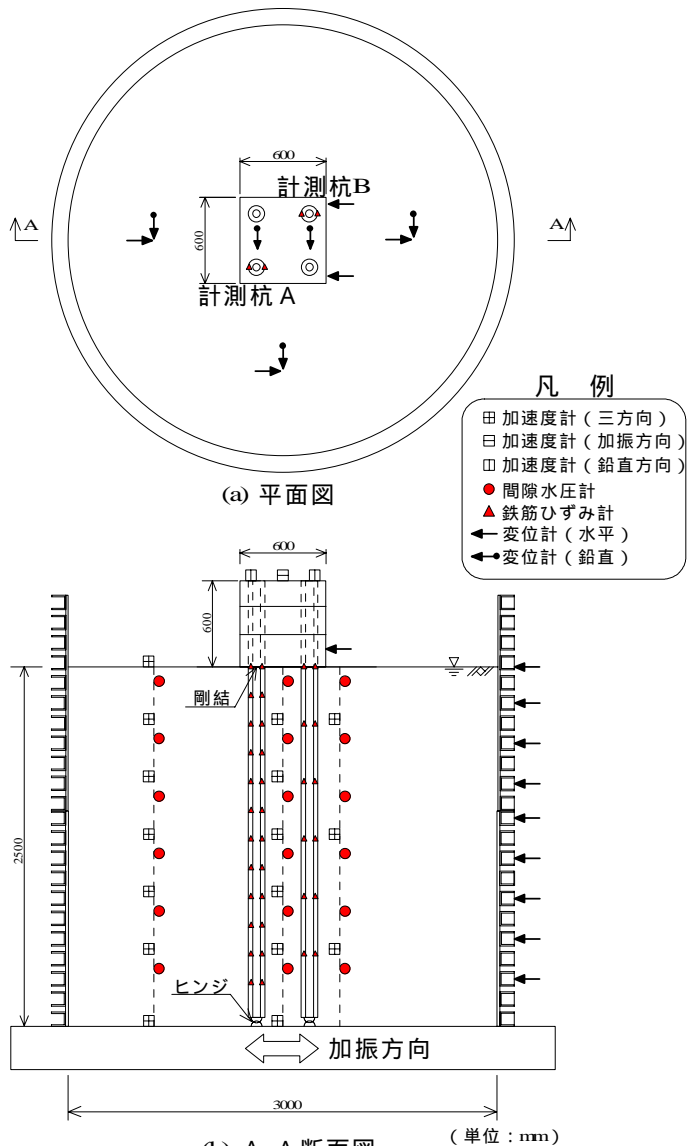 600
計測杭B
A
A
600
計測杭 A
凡 例
加速度計（三方向）
加速度計（加振方向）
加速度計（鉛直方向）
間隙水圧計
鉄筋ひずみ計
変位計（水平）
変位計（鉛直）
(a) 平面図
600
600
剛結
2500
ヒンジ
加振方向
3000
(b) A-A断面図
（単位：mm）